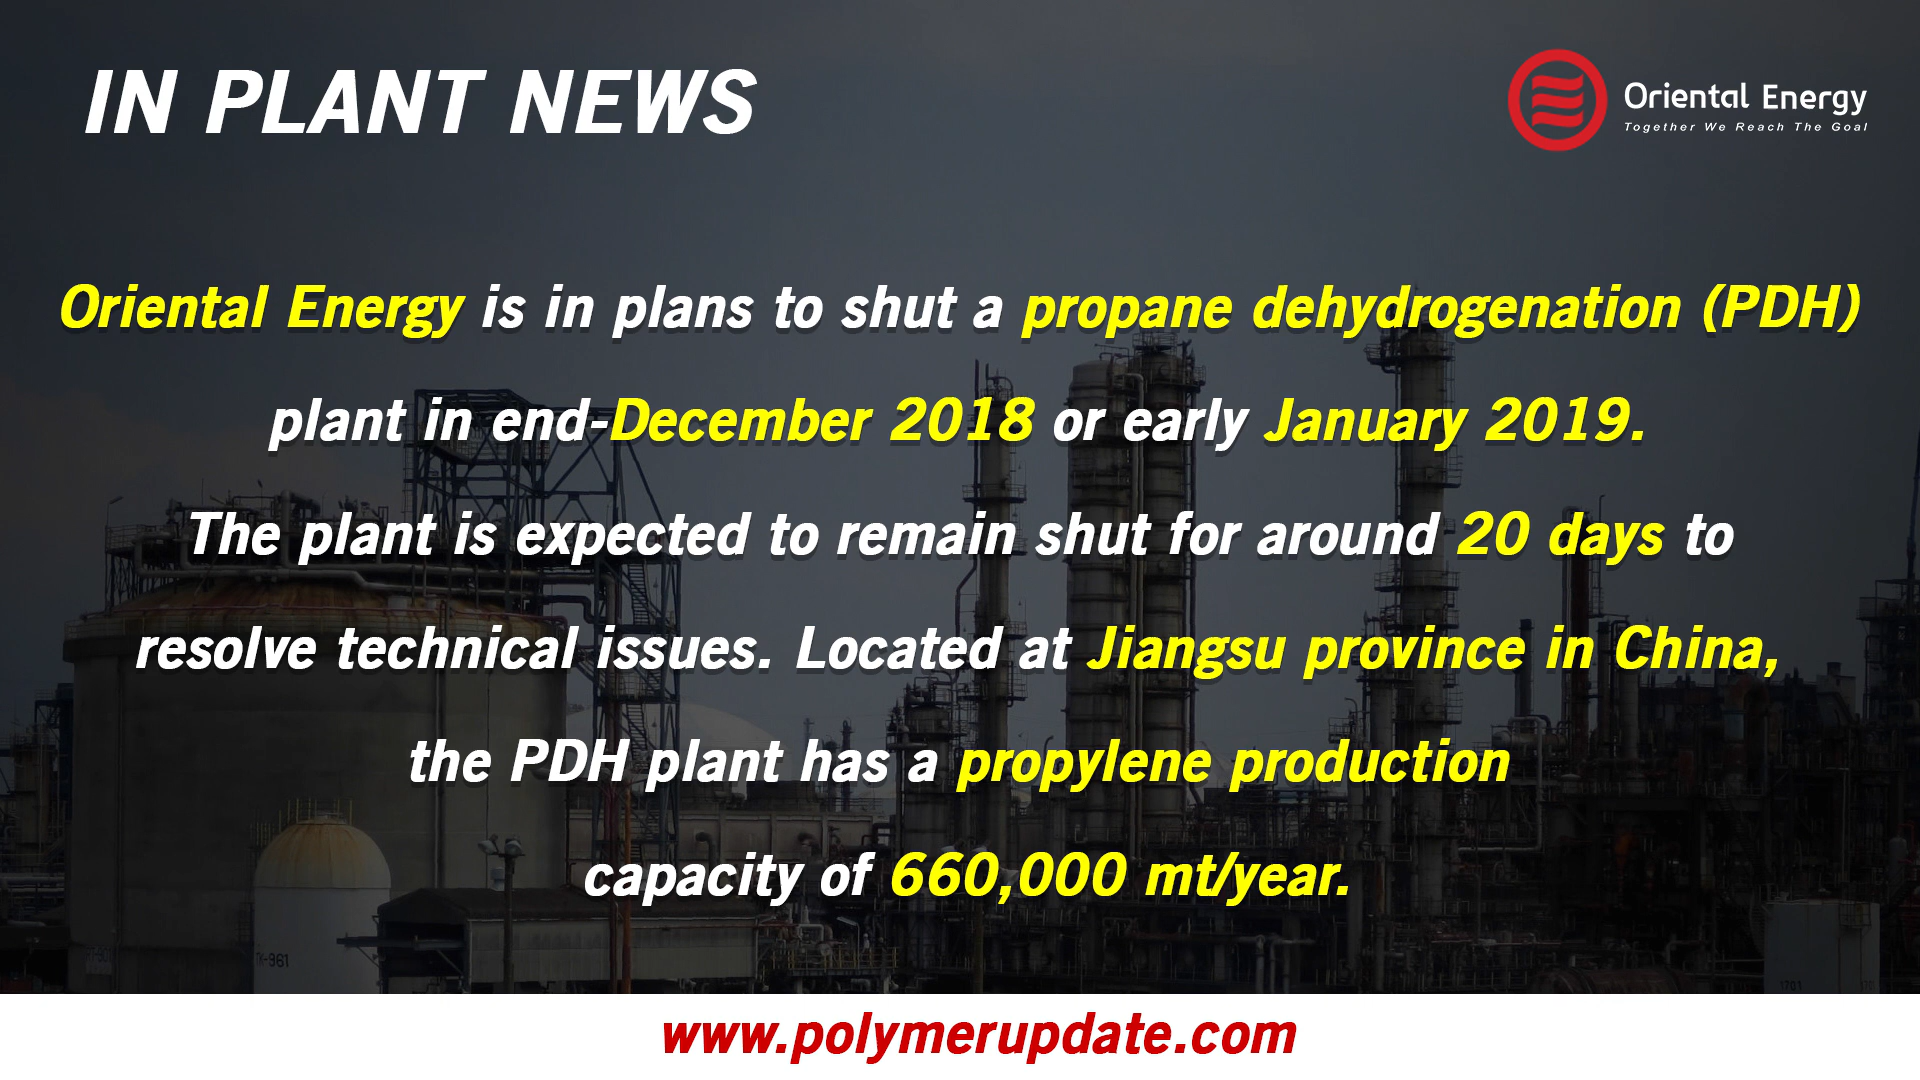 IN PLANT NEWS
Oriental Energy
Together We Reach The Goal
Oriental Energy is in plans to shut a propane dehydrogenation (PDH)
plant in end-December 2018 or early January 2019.
The plant is expected to remain shut for around 20 days to
resolve technical issues. Located at Jiangsu province in China,
the PDH plant has a propylene production
capacity of 660,000 mt/year.
TK-961
1701
www.polymerupdate.com